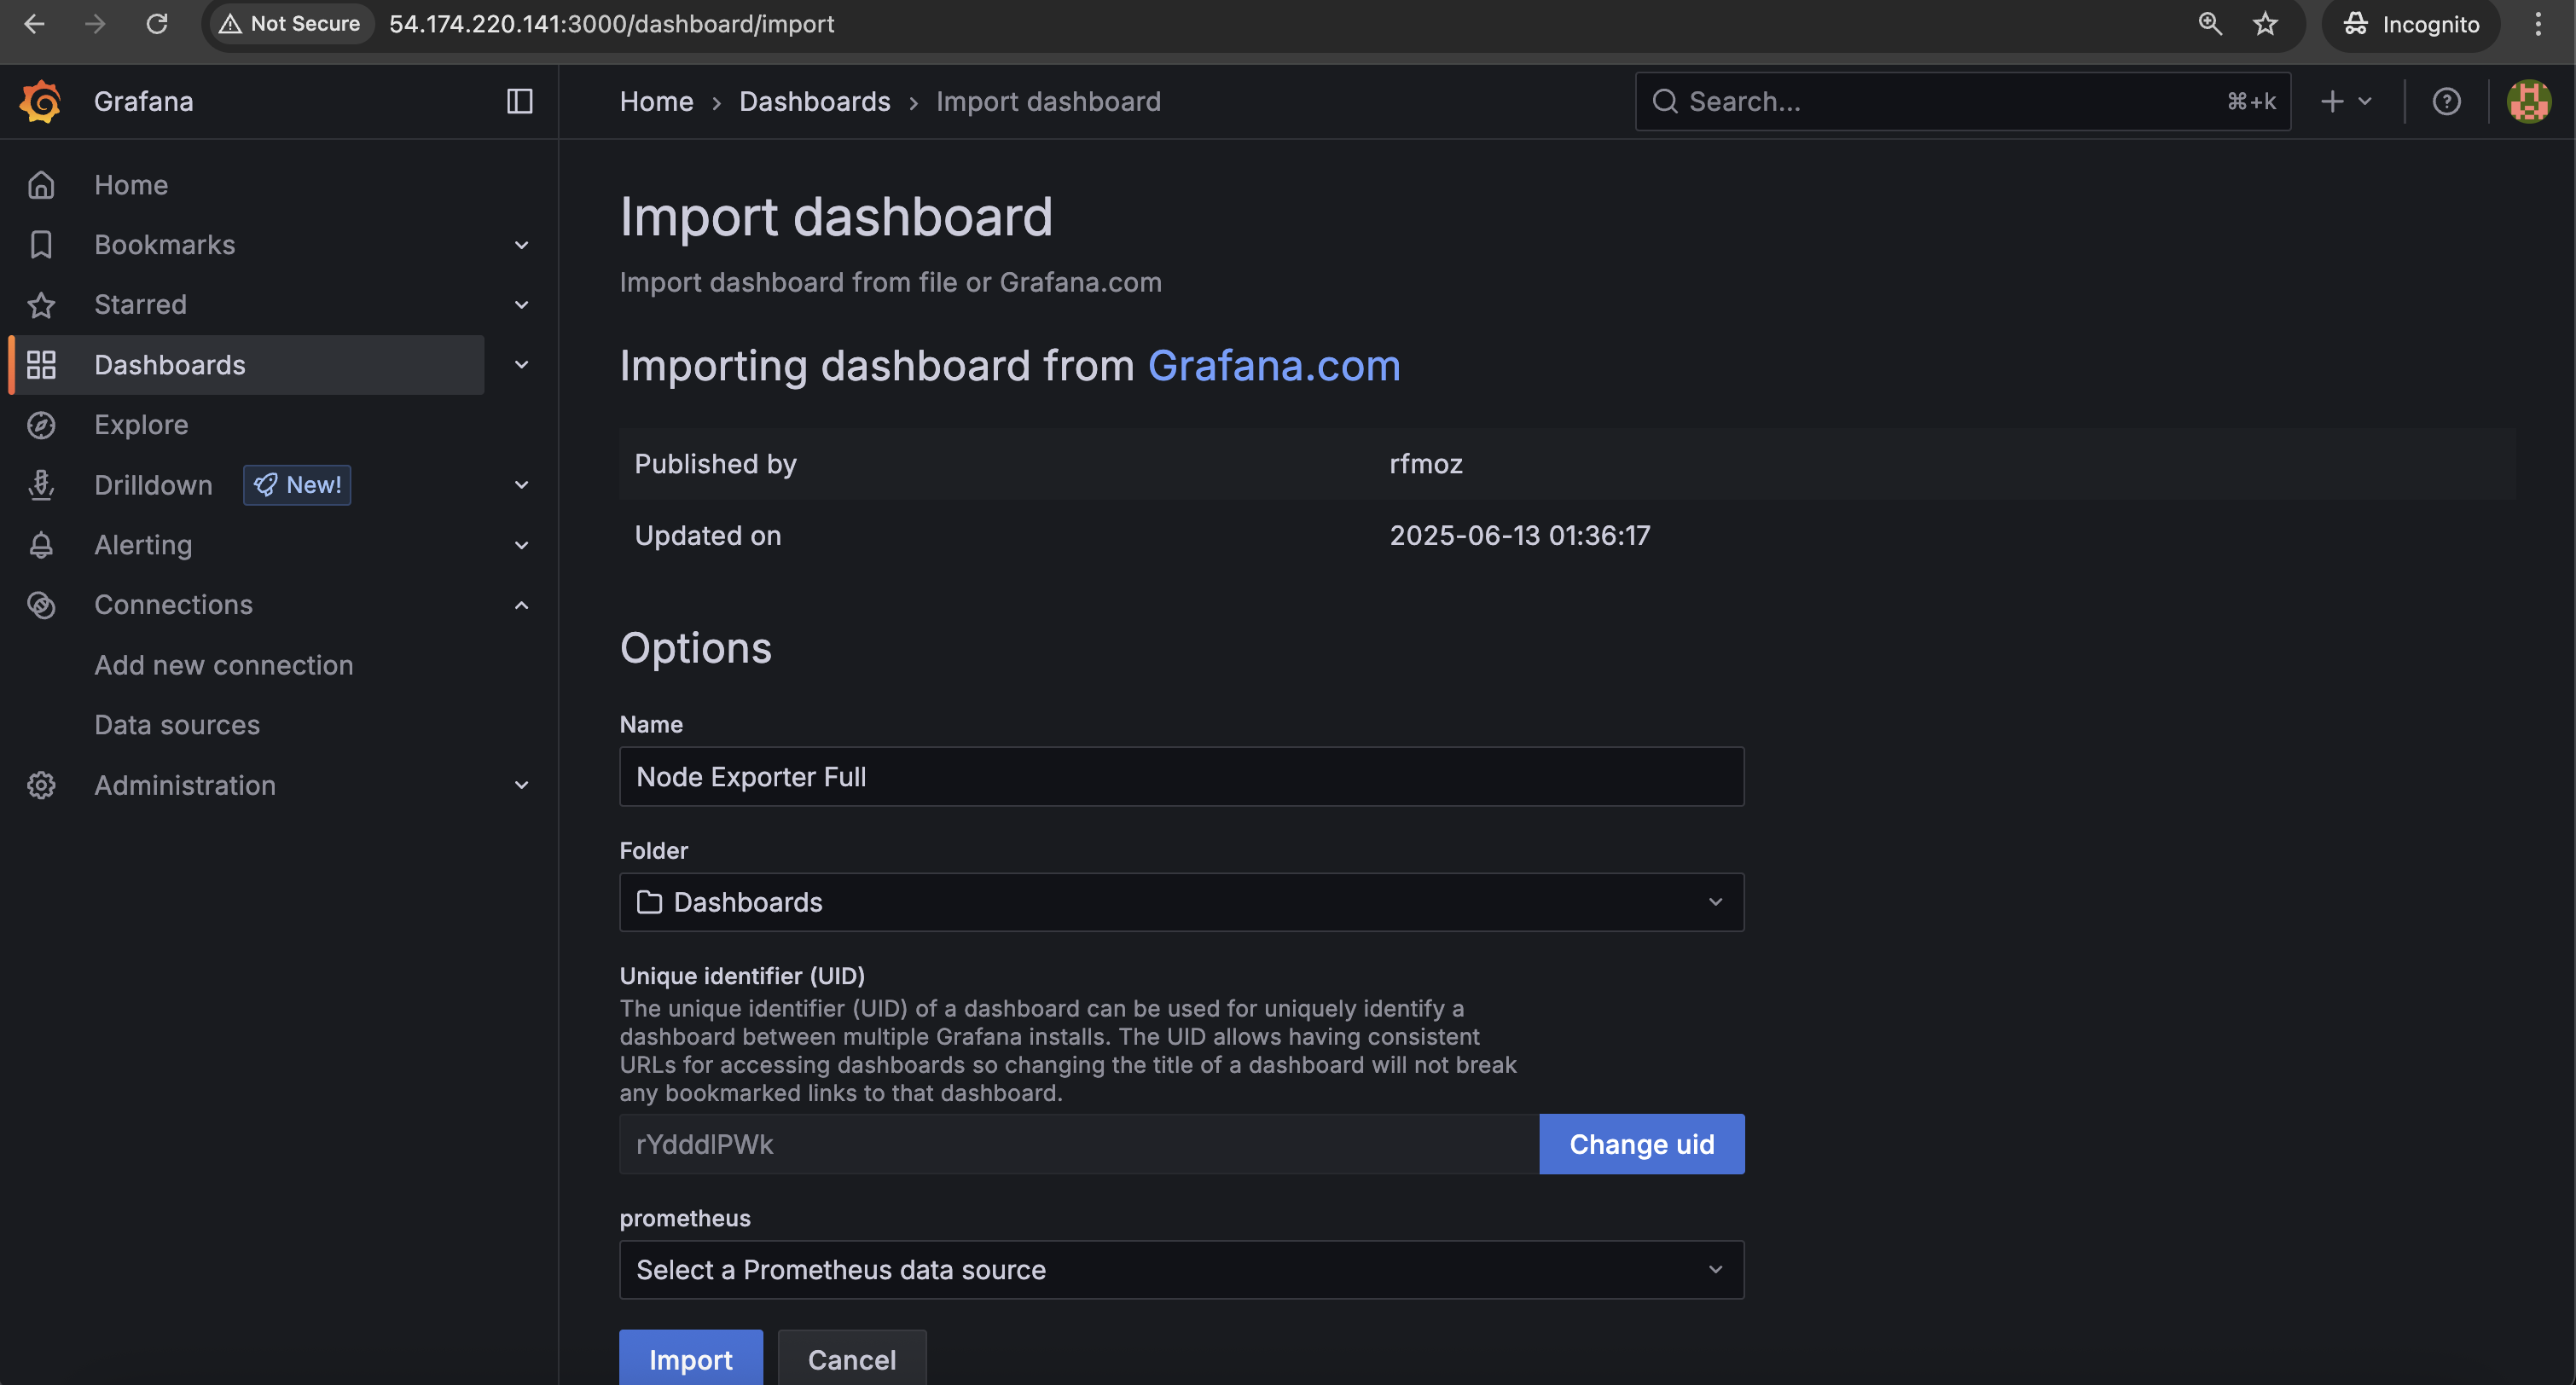 Not Secure 54.174.220.141:3000/dashboard/import Incognito
Grafana
Home › Dashboards › Import dashboard
Search... ⌘+k
Home
Bookmarks
Starred
Dashboards
Explore
Drilldown New!
Alerting
Connections
Add new connection
Data sources
Administration
Import dashboard
Import dashboard from file or Grafana.com
Importing dashboard from Grafana.com
Published by rfmoz
Updated on 2025-06-13 01:36:17
Options
Name
Node Exporter Full
Folder
Dashboards
Unique identifier (UID)
The unique identifier (UID) of a dashboard can be used for uniquely identify a
dashboard between multiple Grafana installs. The UID allows having consistent
URLs for accessing dashboards so changing the title of a dashboard will not break
any bookmarked links to that dashboard.
rYdddlPWk Change uid
prometheus
Select a Prometheus data source
Import Cancel